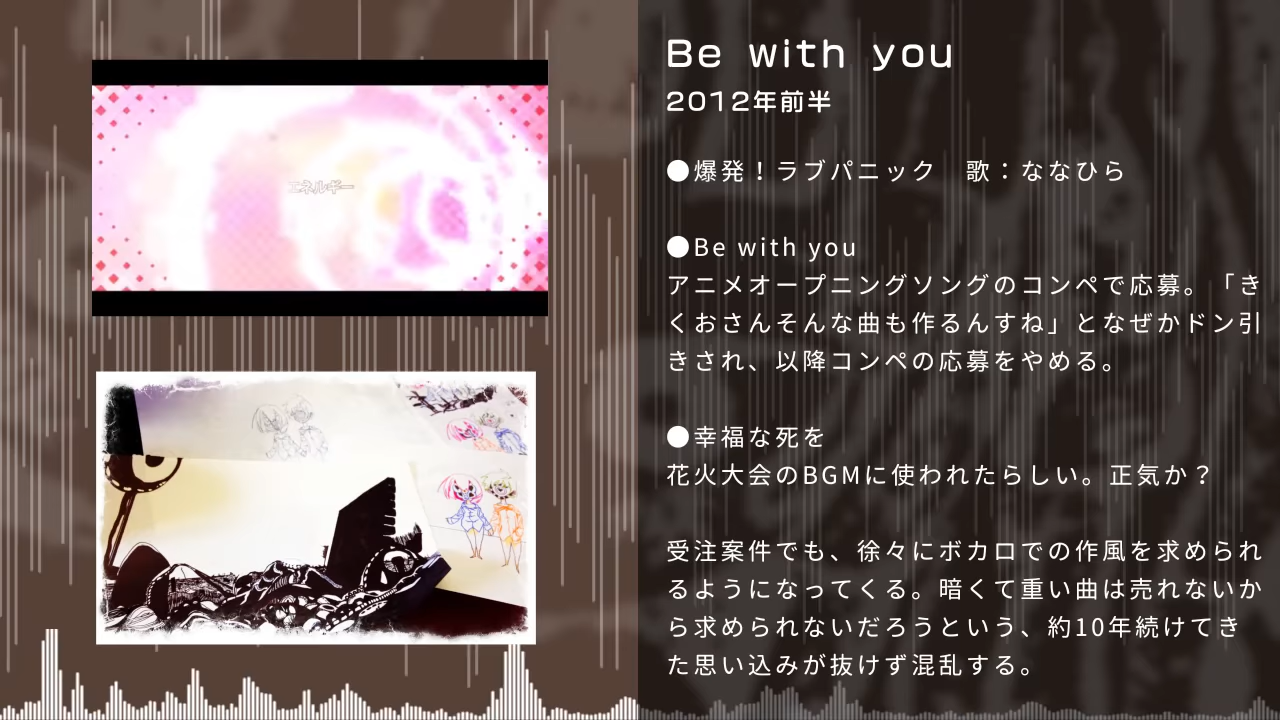 エネルギー
Be with you
2012年前半
●爆発！ラブパニック　歌：ななひら
●Be with you
アニメオープニングソングのコンペで応募。「き
くおさんそんな曲も作るんすね」となぜかドン引
きされ、以降コンペの応募をやめる。
●幸福な死を
花火大会のBGMに使われたらしい。正気か？
受注案件でも、徐々にボカロでの作風を求められ
るようになってくる。暗くて重い曲は売れないか
ら求められないだろうという、約10年続けてき
た思い込みが抜けず混乱する。